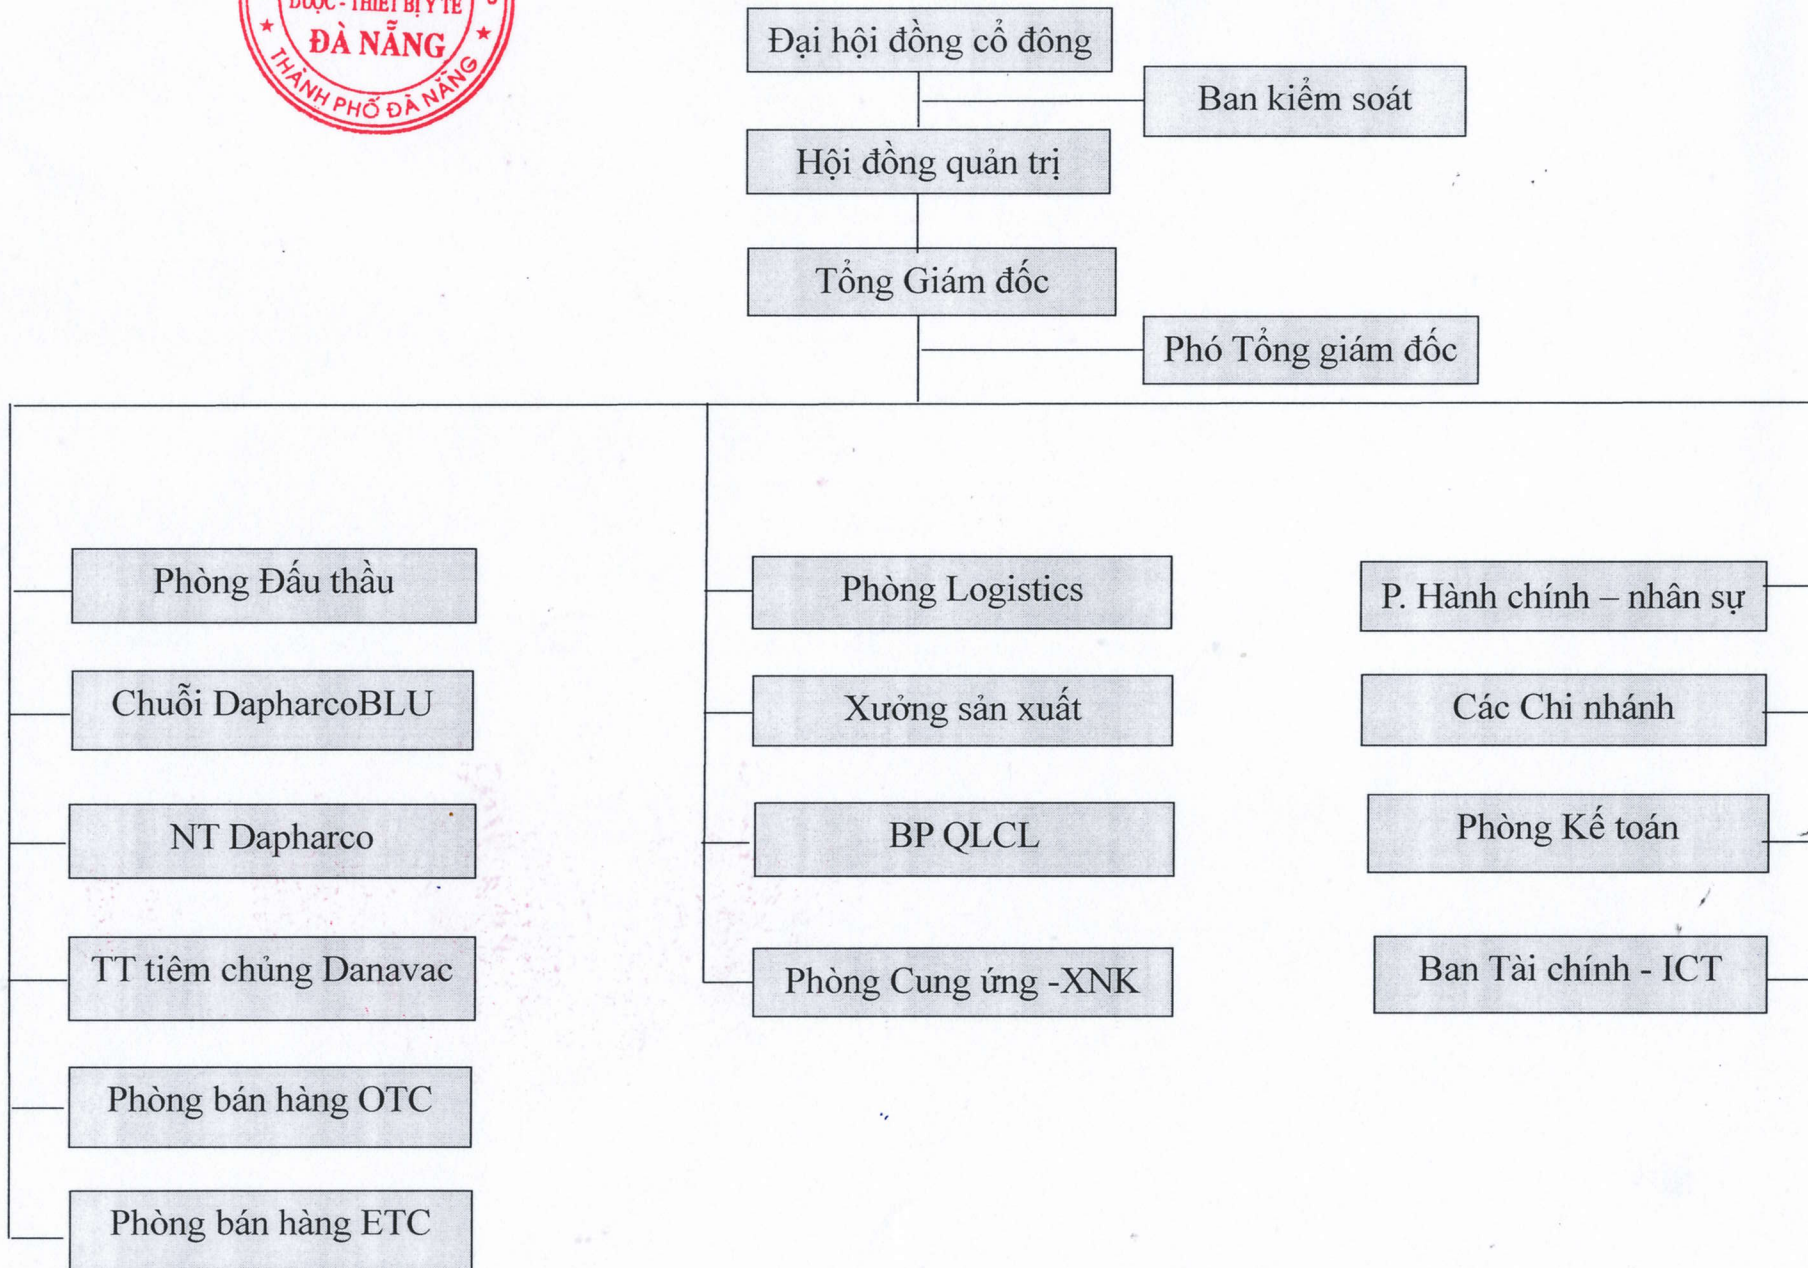 DƯỢC - THIẾT BỊ Y TẾ
ĐÀ NẴNG
THÀNH PHỐ ĐÀ NẴNG
Đại hội đồng cổ đông
Ban kiểm soát
Hội đồng quản trị
Tổng Giám đốc
Phó Tổng giám đốc
Phòng Đấu thầu
Chuỗi DapharcoBLU
NT Dapharco
TT tiêm chủng Danavac
Phòng bán hàng OTC
Phòng bán hàng ETC
Phòng Logistics
Xưởng sản xuất
BP QLCL
Phòng Cung ứng -XNK
P. Hành chính – nhân sự
Các Chi nhánh
Phòng Kế toán
Ban Tài chính - ICT